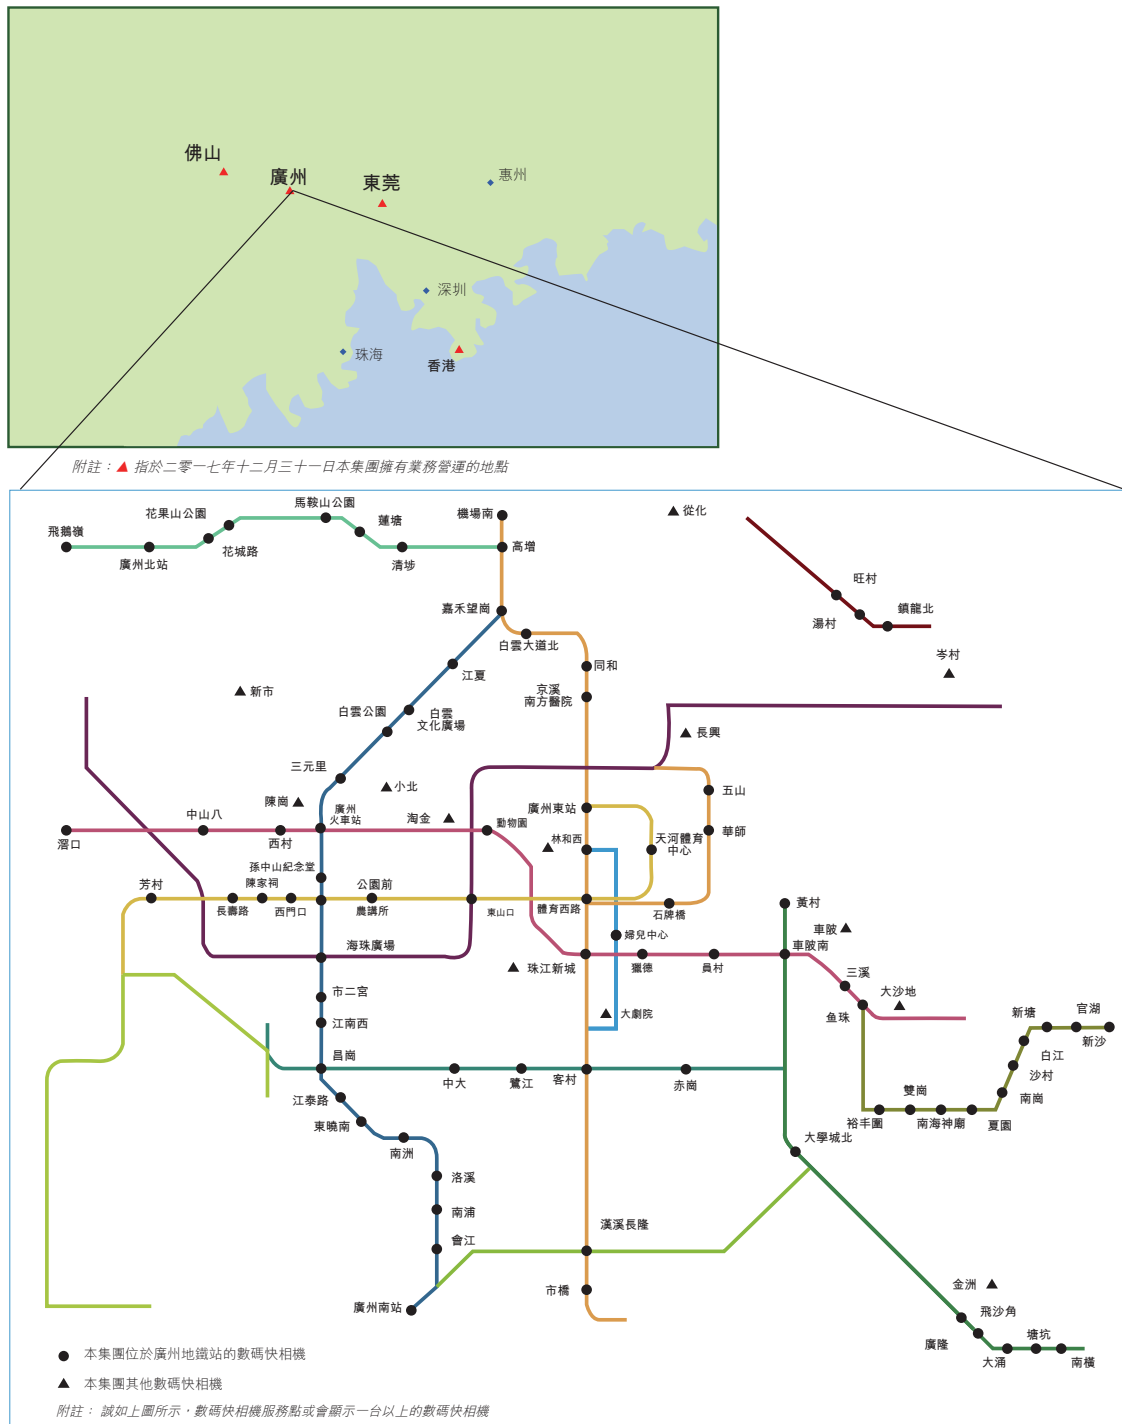 佛山
廣州
東莞
惠州
深圳
珠海
香港
附註：▲ 指於二零一七年十二月三十一日本集團擁有業務營運的地點
馬鞍山公園
花果山公園
機場南
從化
飛鵝嶺
蓮塘
花城路
高增
廣州北站
清埗
旺村
嘉禾望崗
鎮龍北
湯村
白雲大道北
岑村
江夏
同和
京溪
南方醫院
新市
白雲公園
白雲
文化廣場
長興
三元里
小北
五山
陳崗
廣州
火車站
廣州東站
中山八
淘金
動物園
華師
滘口
西村
林和西
天河體育
中心
孫中山紀念堂
芳村
陳家祠
公園前
長壽路
西門口
農講所
東山口
體育西路
石牌橋
黃村
車陂
婦兒中心
海珠廣場
車陂南
珠江新城
獵德
員村
三溪
市二宮
大沙地
江南西
大劇院
鱼珠
新塘
官湖
新沙
昌崗
白江
中大
鷺江
客村
赤崗
沙村
江泰路
雙崗
南崗
東曉南
裕丰圍
南海神廟
夏園
大學城北
南洲
洛溪
南浦
漢溪長隆
會江
金洲
市橋
廣州南站
飛沙角
塘坑
廣隆
大涌
南橫
本集團位於廣州地鐵站的數碼快相機
本集團其他數碼快相機
附註： 誠如上圖所示，數碼快相機服務點或會顯示一台以上的數碼快相機